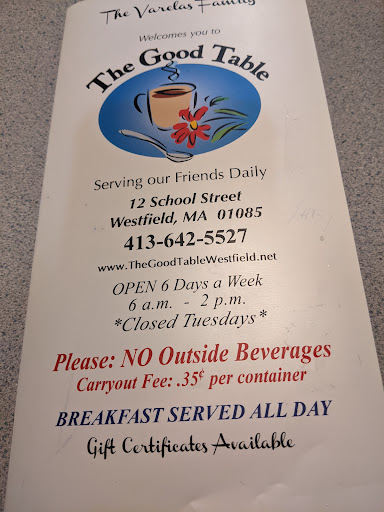 The Varelas Family
Welcomes you to
The Good Table
Serving our Friends Daily
12 School Street
Westfield, MA 01085
413-642-5527
www.TheGoodTableWestfield.net
OPEN 6 Days a Week
6 a.m. - 2 p.m.
*Closed Tuesdays*
Please: NO Outside Beverages
Carryout Fee: .35¢ per container
BREAKFAST SERVED ALL DAY
Gift Certificates Available